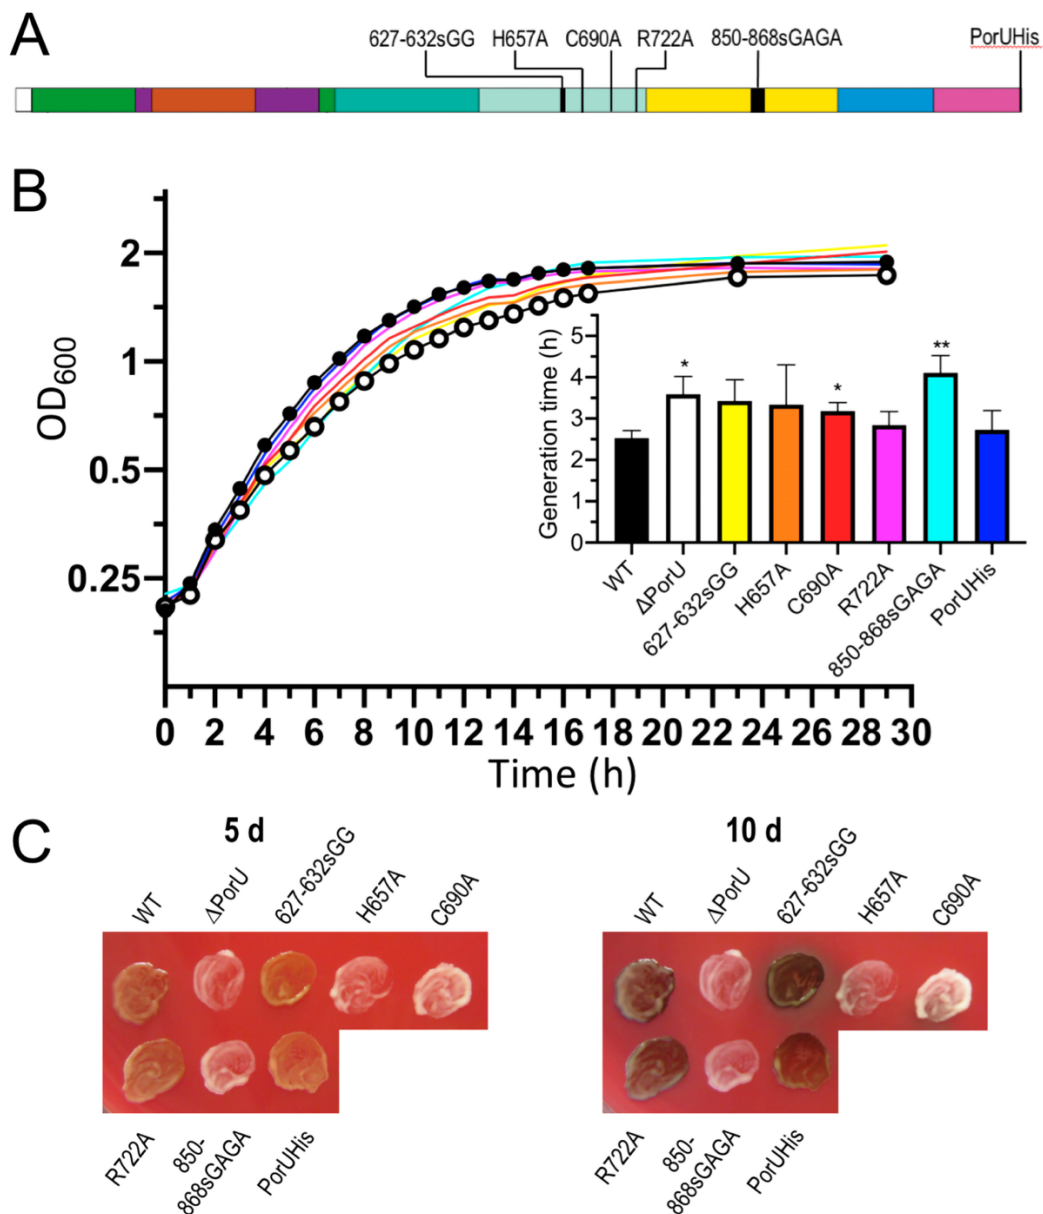 A
627-632sGG H657A C690A R722A 850-868sGAGA PorUHis
B
OD600
2
1
0.5
0.25
0 2 4 6 8 10 12 14 16 18 20 22 24 26 28 30
Time (h)
Generation time (h)
5
4
3
2
1
0
* * **
WT ΔPorU 627-632sGG H657A C690A R722A 850-868sGAGA PorUHis
C
5 d
WT ΔPorU 627-632sGG H657A C690A
R722A 850-
868sGAGA PorUHis
10 d
WT ΔPorU 627-632sGG H657A C690A
R722A 850-
868sGAGA PorUHis